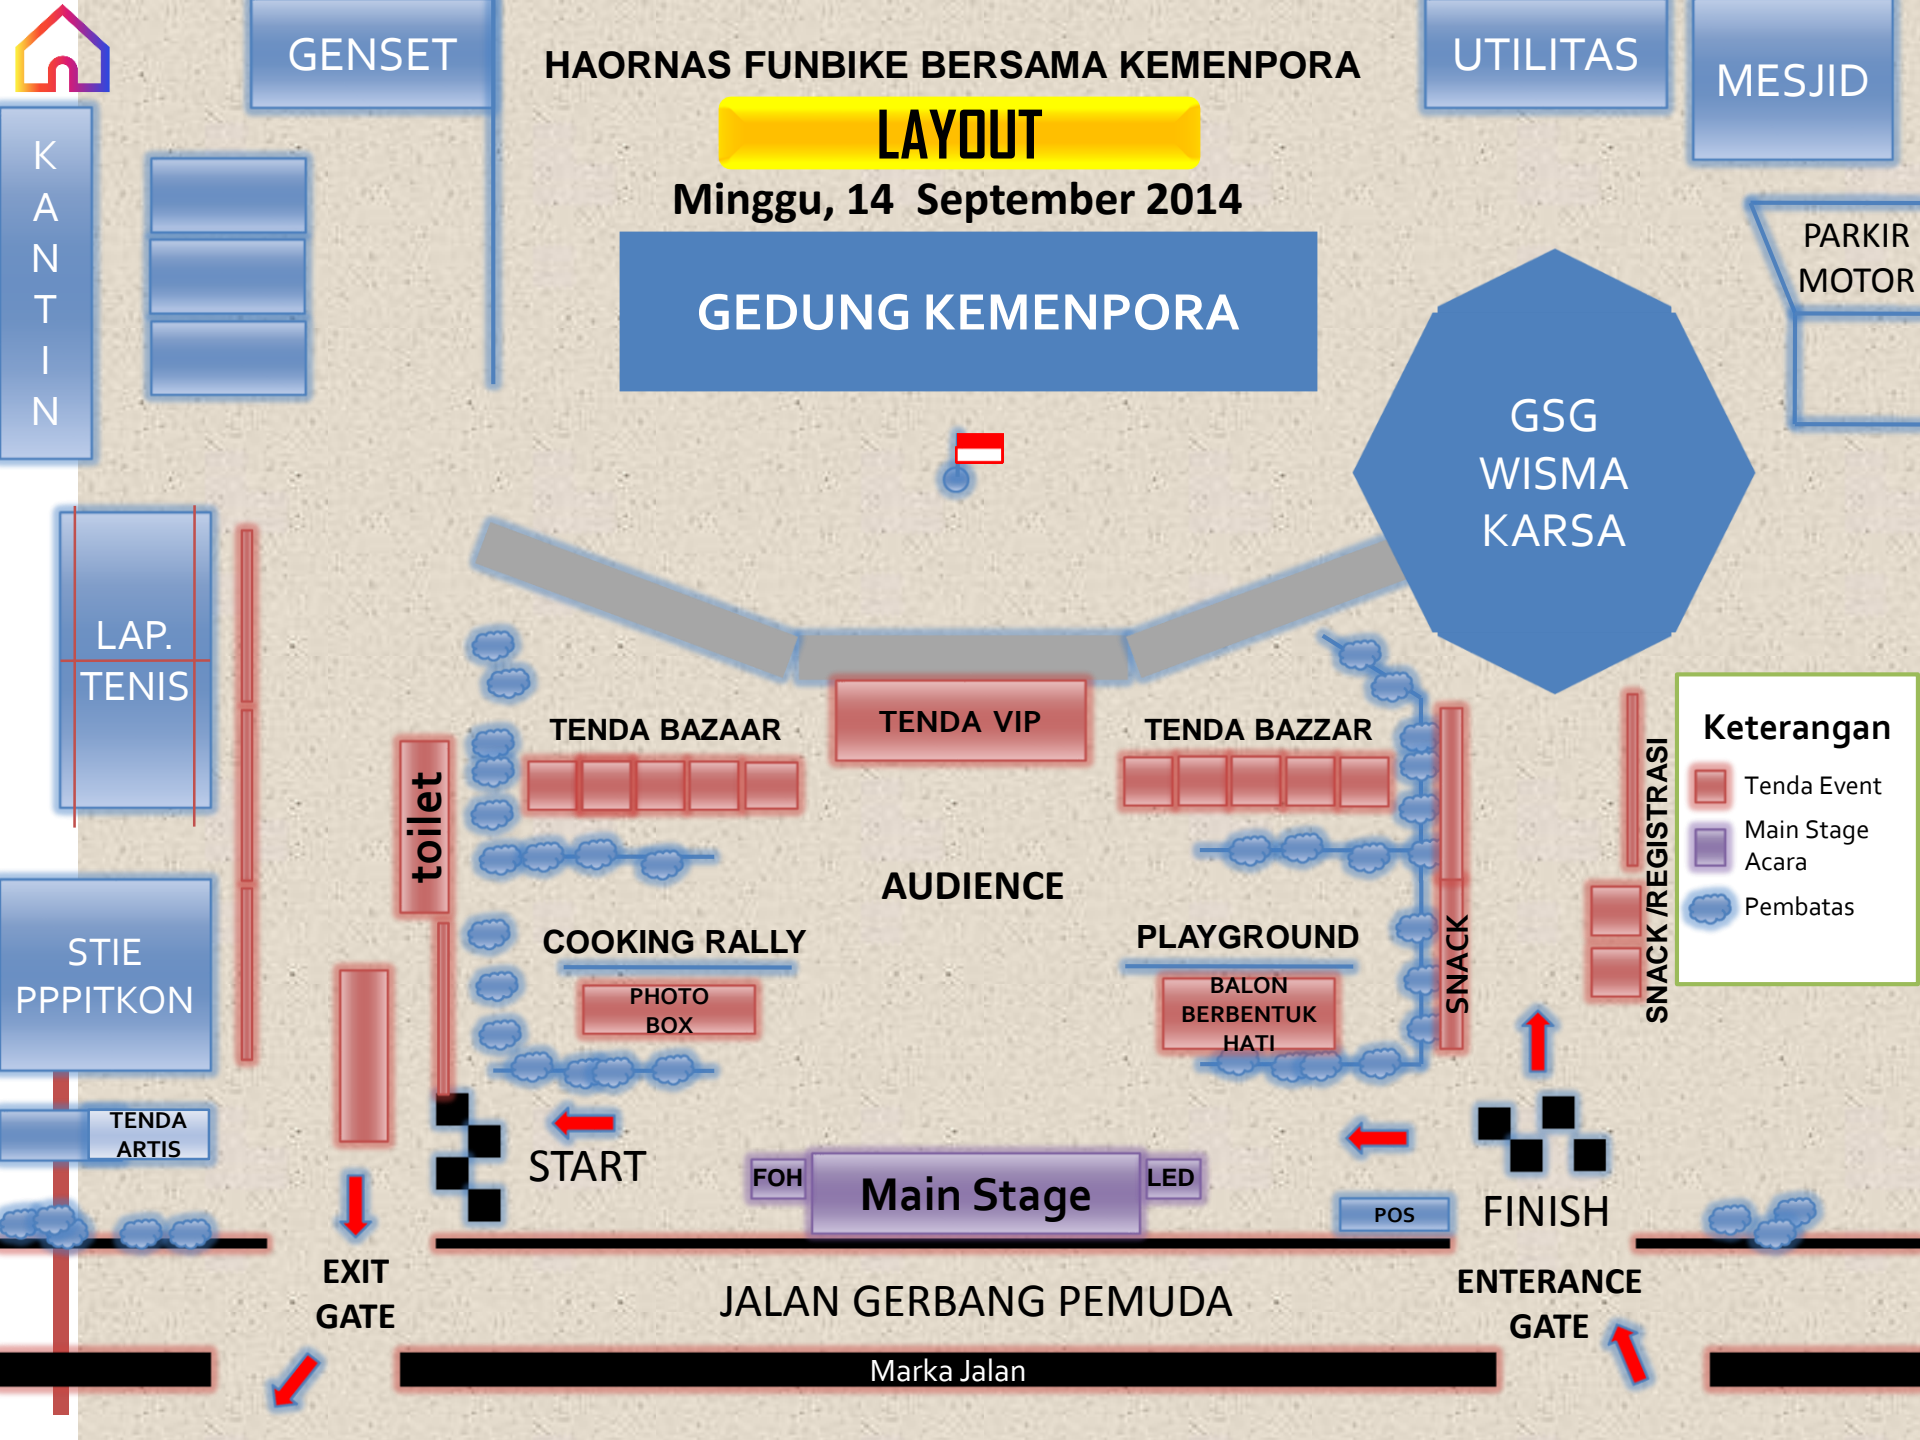 GENSET
HAORNAS FUNBIKE BERSAMA KEMENPORA
LAYOUT
Minggu, 14 September 2014
UTILITAS
MESJID
KANTIN
PARKIR
MOTOR
GEDUNG KEMENPORA
GSG
WISMA
KARSA
LAP.
TENIS
TENDA BAZAAR
TENDA VIP
TENDA BAZZAR
toilet
AUDIENCE
COOKING RALLY
PHOTO
BOX
PLAYGROUND
BALON
BERBENTUK
HATI
SNACK
SNACK /REGISTRASI
Keterangan
Tenda Event
Main Stage
Acara
Pembatas
STIE
PPPITKON
TENDA
ARTIS
START
FOH
Main Stage
LED
POS
FINISH
EXIT
GATE
JALAN GERBANG PEMUDA
ENTERANCE
GATE
Marka Jalan